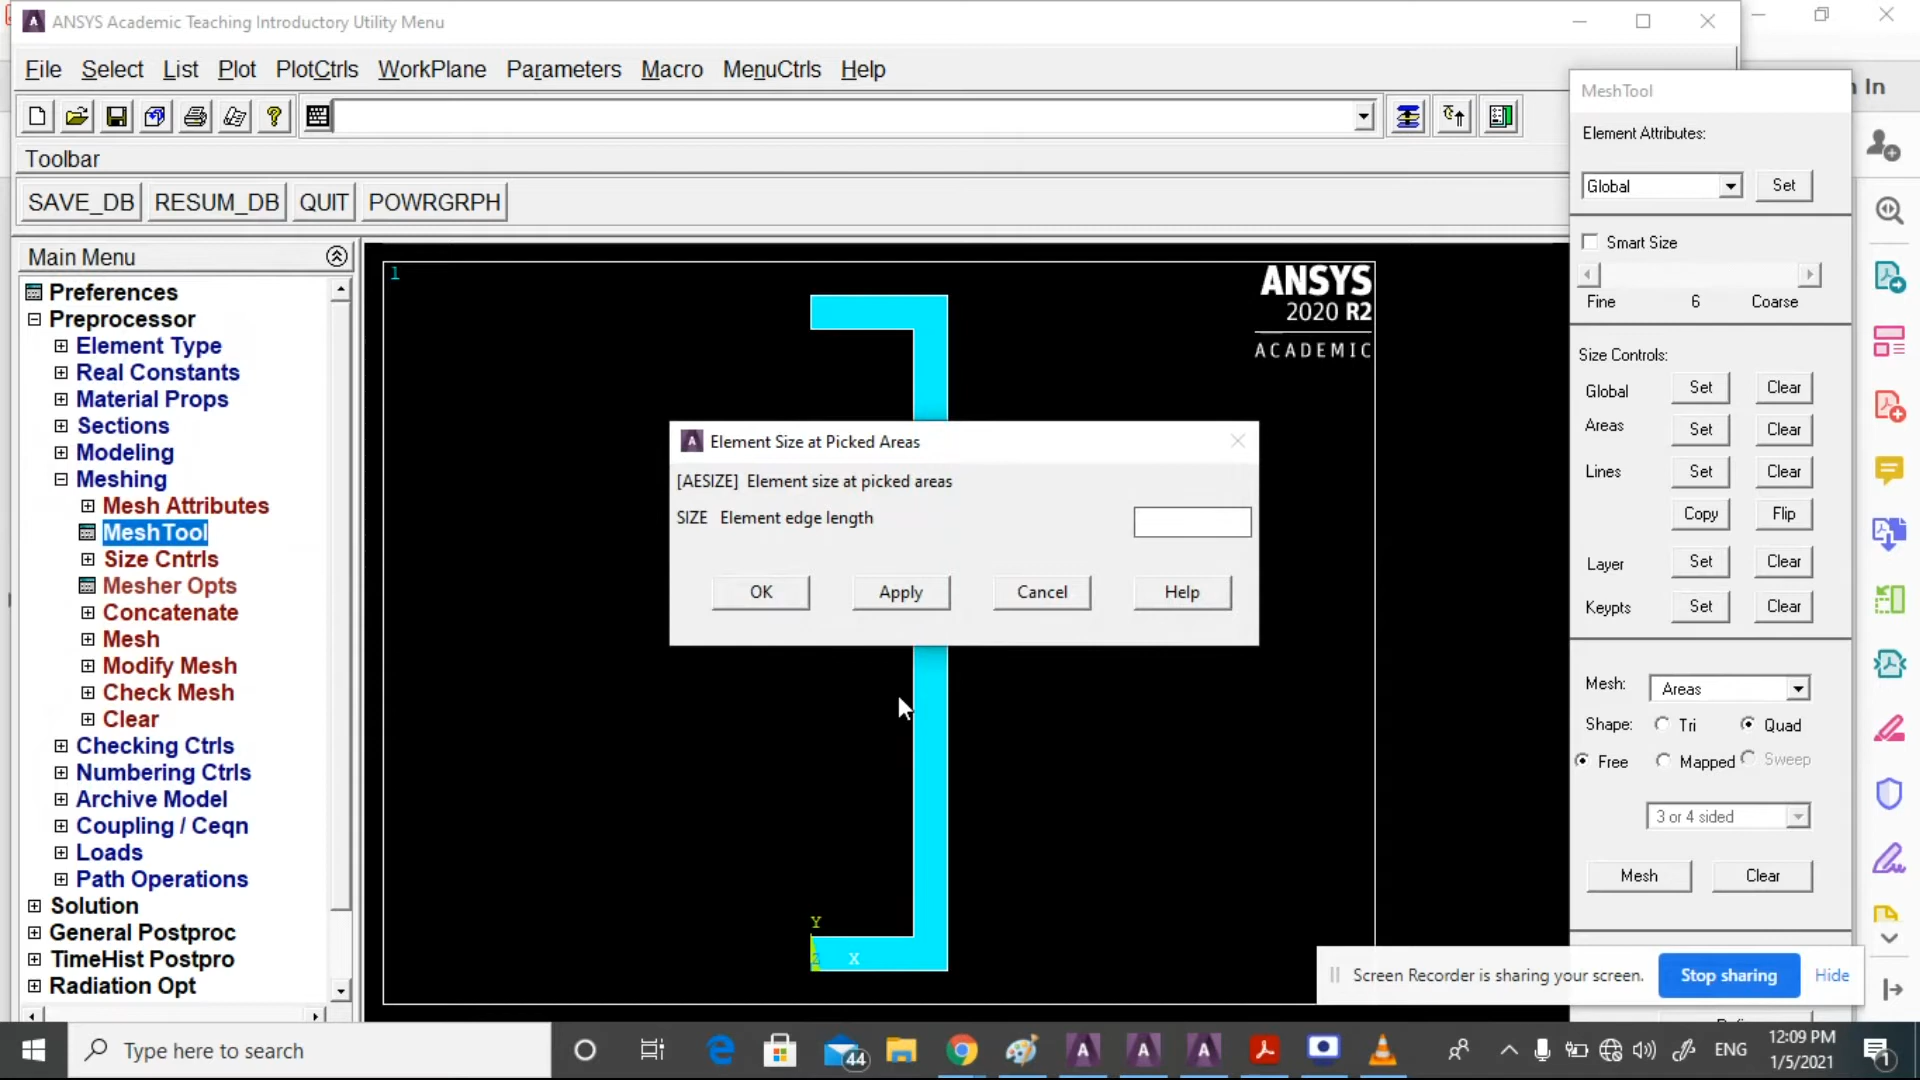 ANSYS Academic Teaching Introductory Utility Menu
File Select List Plot PlotCtrls WorkPlane Parameters Macro MenuCtrls Help
Toolbar
SAVE_DB RESUM_DB QUIT POWRGRPH
Main Menu
Preferences
Preprocessor
Element Type
Real Constants
Material Props
Sections
Modeling
Meshing
Mesh Attributes
MeshTool
Size Cntrls
Mesher Opts
Concatenate
Mesh
Modify Mesh
Check Mesh
Clear
Checking Ctrls
Numbering Ctrls
Archive Model
Coupling / Ceqn
Loads
Path Operations
Solution
General Postproc
TimeHist Postpro
Radiation Opt
1
ANSYS
2020 R2
ACADEMIC
Element Size at Picked Areas
[AESIZE] Element size at picked areas
SIZE Element edge length
OK Apply Cancel Help
Y
Z X
MeshTool
Element Attributes:
Global Set
Smart Size
Fine 6 Coarse
Size Controls:
Global Set Clear
Areas Set Clear
Lines Set Clear
Copy Flip
Layer Set Clear
Keypts Set Clear
Mesh: Areas
Shape: Tri Quad
Free Mapped Sweep
3 or 4 sided
Mesh Clear
In
Screen Recorder is sharing your screen. Stop sharing Hide
Type here to search
44
ENG
12:09 PM
1/5/2021
1